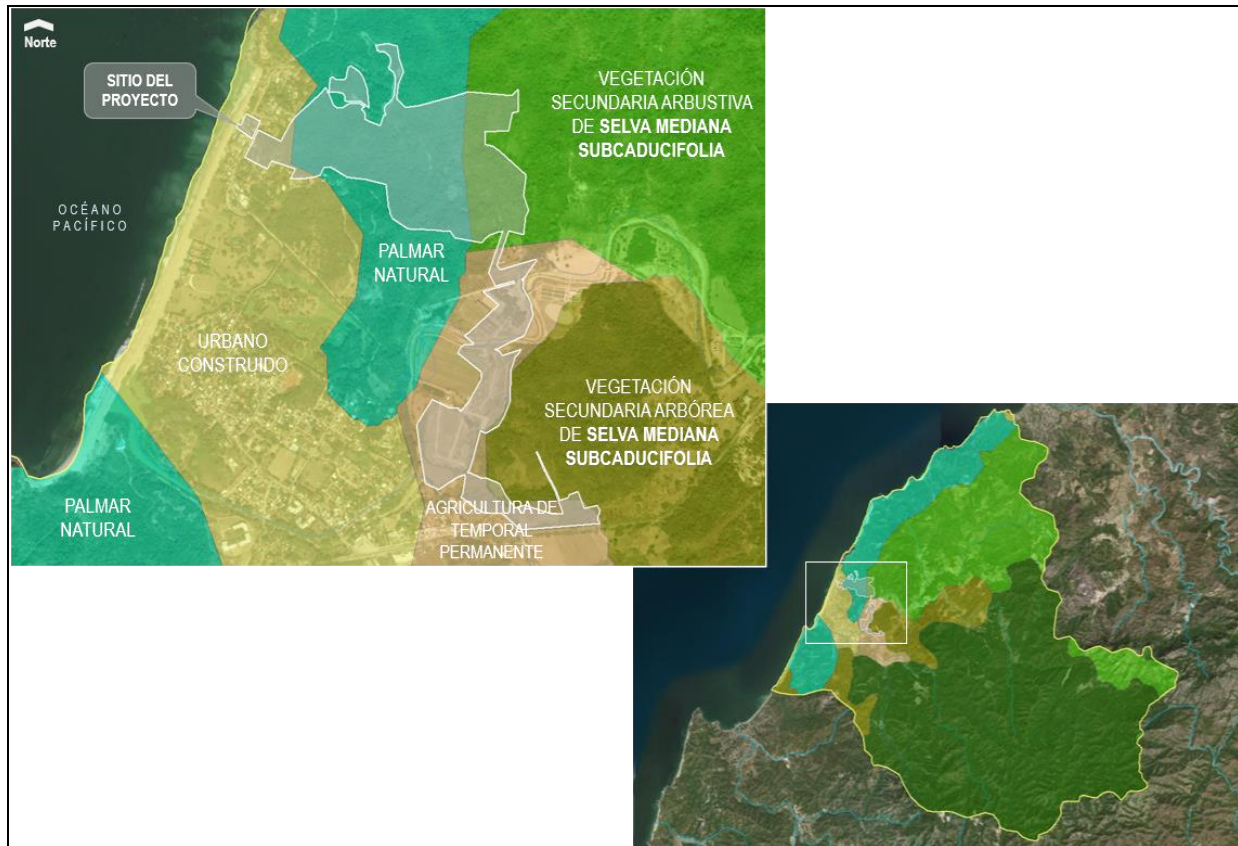 Norte
SITIO DEL
PROYECTO
OCÉANO
PACÍFICO
VEGETACIÓN
SECUNDARIA ARBUSTIVA
DE SELVA MEDIANA
SUBCADUCIFOLIA
PALMAR
NATURAL
URBANO
CONSTRUIDO
VEGETACIÓN
SECUNDARIA ARBÓREA
DE SELVA MEDIANA
SUBCADUCIFOLIA
PALMAR
NATURAL
AGRICULTURA DE
TEMPORAL
PERMANENTE